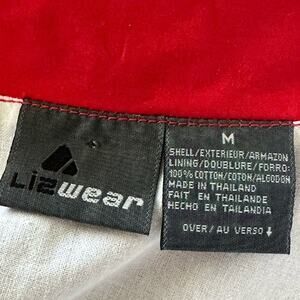 Lizwear
M
SHELL/EXTERIEUR/ARMAZON
LINING/DOUBLURE/FORRO:
100% COTTON/COTON/ALGODON
MADE IN THAILAND
FAIT EN THAILANDE
HECHO EN TAILANDIA
OVER/AU VERSO ↓